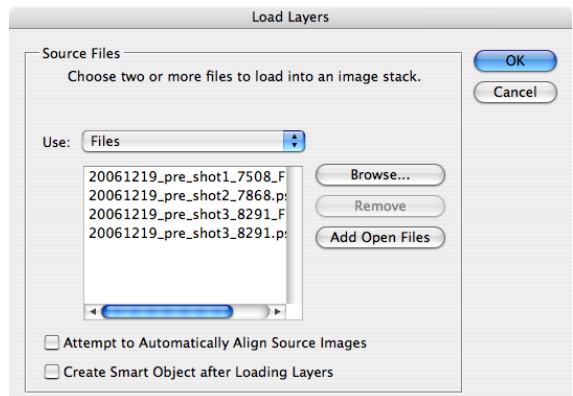 Load Layers
Source Files
Choose two or more files to load into an image stack.
OK
Cancel
Use: Files
20061219_pre_shot1_7508_F
20061219_pre_shot2_7868.ps
20061219_pre_shot3_8291_F
20061219_pre_shot3_8291.ps
Browse...
Remove
Add Open Files
Attempt to Automatically Align Source Images
Create Smart Object after Loading Layers